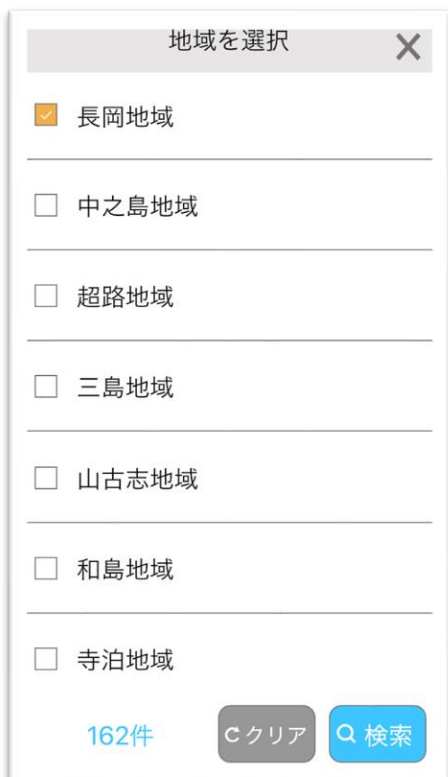 地域を選択
長岡地域
中之島地域
超路地域
三島地域
山古志地域
和島地域
寺泊地域
162件
クリア
検索